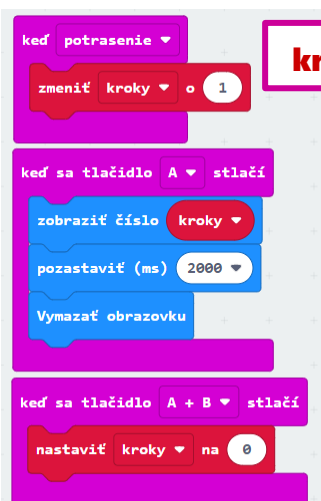 keď potrasenie
kr
zmeniť kroky o 1
keď sa tlačidlo A stlačí
zobraziť číslo kroky
pozastaviť (ms) 2000
Vymazať obrazovku
keď sa tlačidlo A + B stlačí
nastaviť kroky na 0